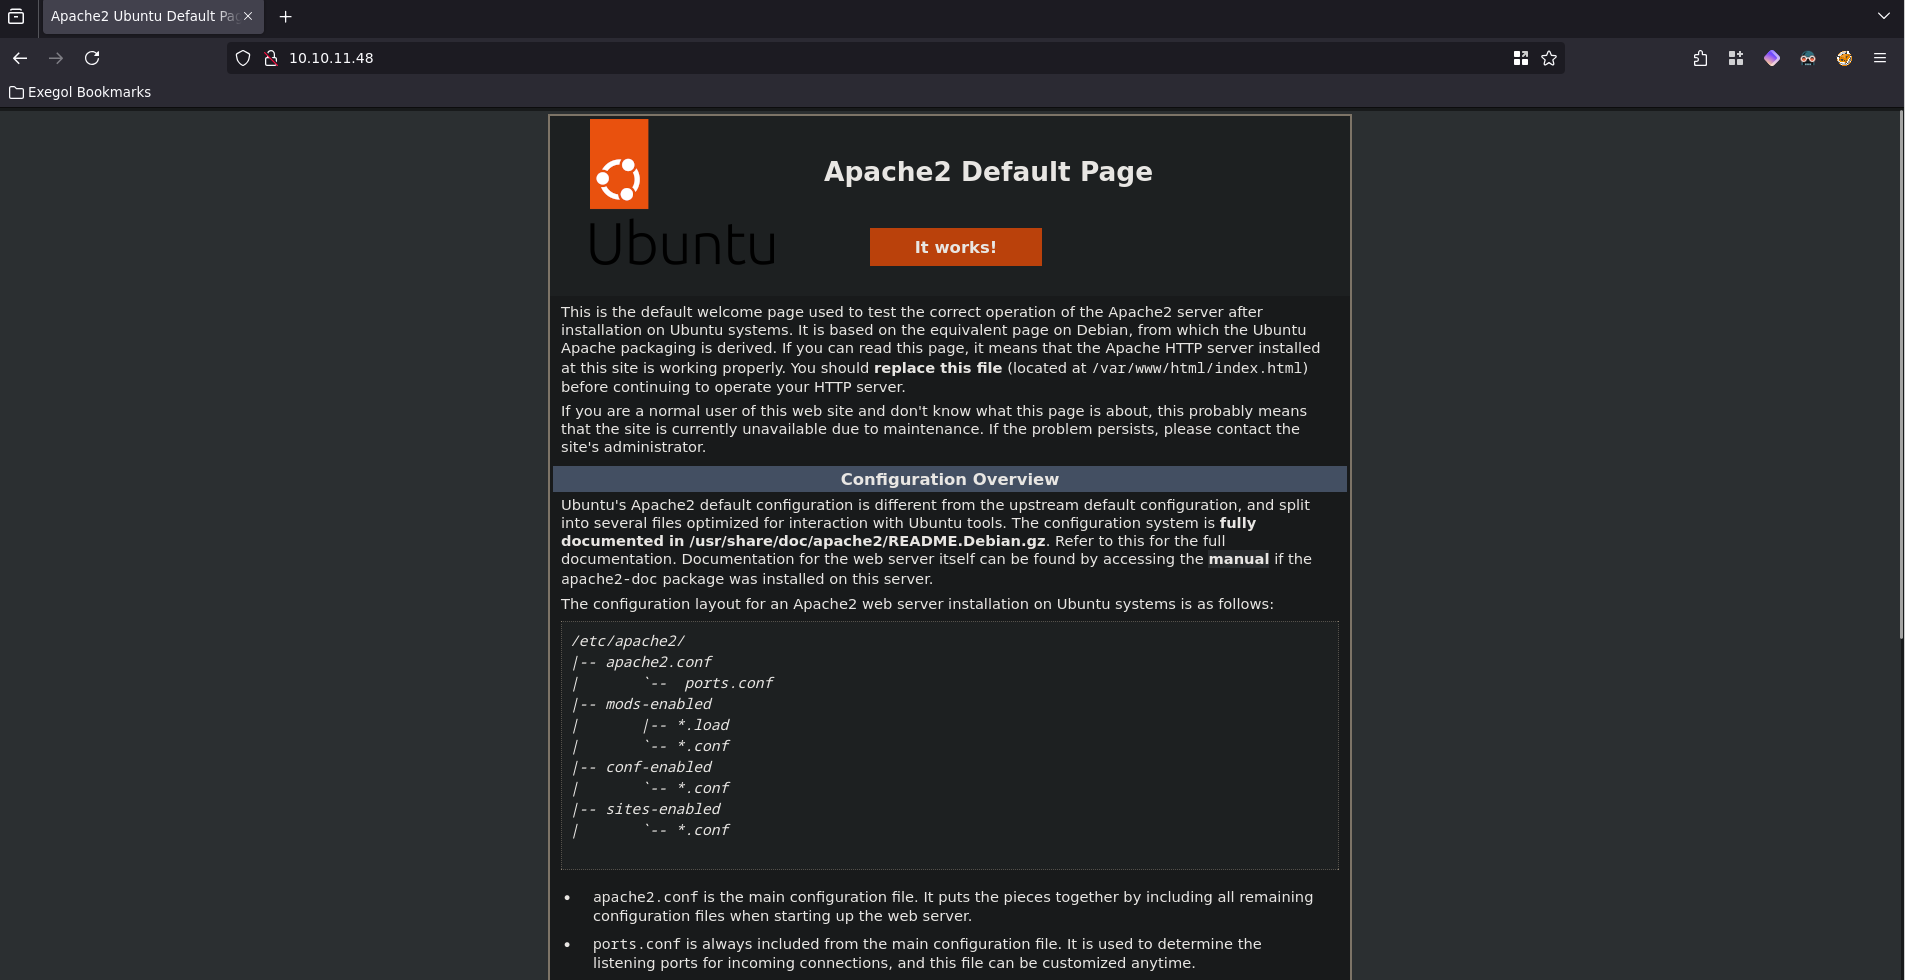 Apache2 Ubuntu Default Pag
10.10.11.48
Exegol Bookmarks
Ubuntu
Apache2 Default Page
It works!
This is the default welcome page used to test the correct operation of the Apache2 server after
installation on Ubuntu systems. It is based on the equivalent page on Debian, from which the Ubuntu
Apache packaging is derived. If you can read this page, it means that the Apache HTTP server installed
at this site is working properly. You should replace this file (located at /var/www/html/index.html)
before continuing to operate your HTTP server.
If you are a normal user of this web site and don't know what this page is about, this probably means
that the site is currently unavailable due to maintenance. If the problem persists, please contact the
site's administrator.
Configuration Overview
Ubuntu's Apache2 default configuration is different from the upstream default configuration, and split
into several files optimized for interaction with Ubuntu tools. The configuration system is fully
documented in /usr/share/doc/apache2/README.Debian.gz. Refer to this for the full
documentation. Documentation for the web server itself can be found by accessing the manual if the
apache2-doc package was installed on this server.
The configuration layout for an Apache2 web server installation on Ubuntu systems is as follows:
/etc/apache2/
|-- apache2.conf
|       `--  ports.conf
|-- mods-enabled
|       |-- *.load
|       `-- *.conf
|-- conf-enabled
|       `-- *.conf
|-- sites-enabled
|       `-- *.conf
• apache2.conf is the main configuration file. It puts the pieces together by including all remaining
configuration files when starting up the web server.
• ports.conf is always included from the main configuration file. It is used to determine the
listening ports for incoming connections, and this file can be customized anytime.